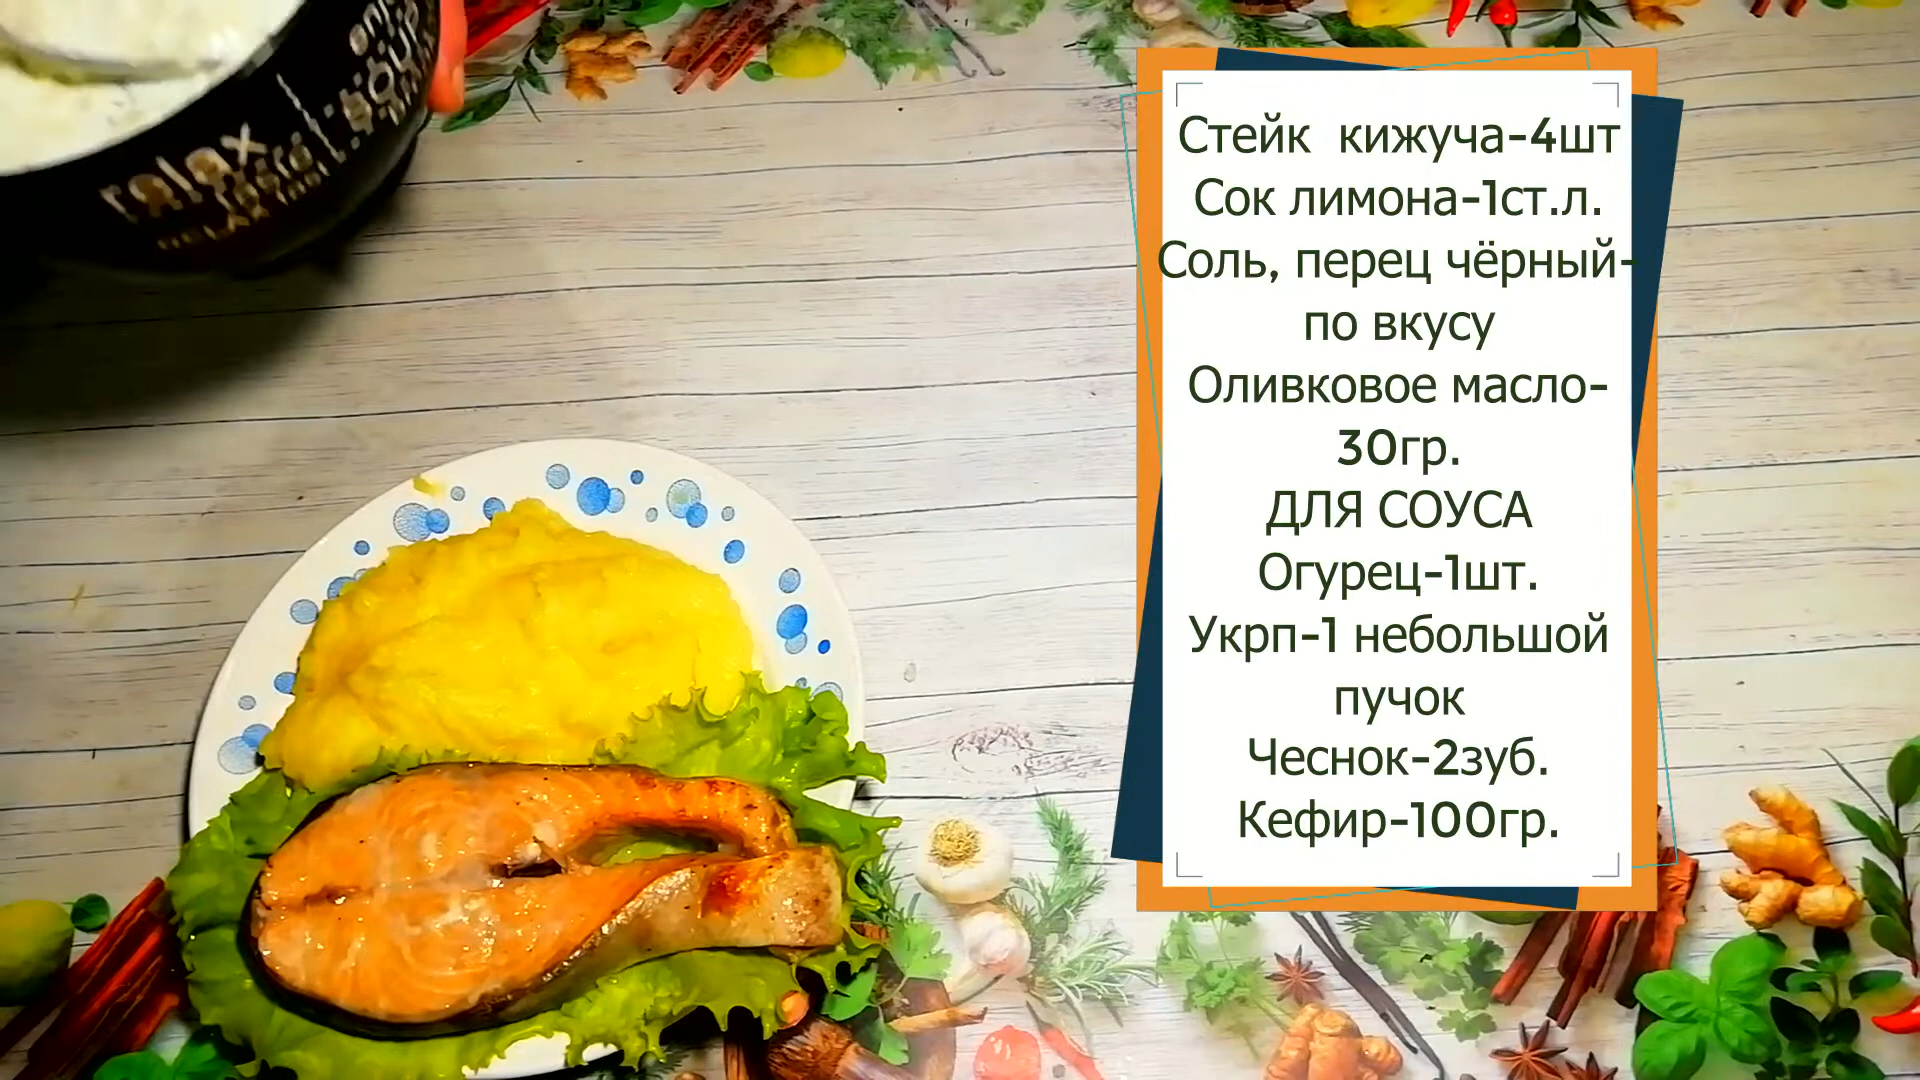 relax
Стейк кижуча-4шт
Сок лимона-1ст.л.
Соль, перец чёрный-
по вкусу
Оливковое масло-
30гр.
ДЛЯ СОУСА
Огурец-1шт.
Укрп-1 небольшой
пучок
Чеснок-2зуб.
Кефир-100гр.